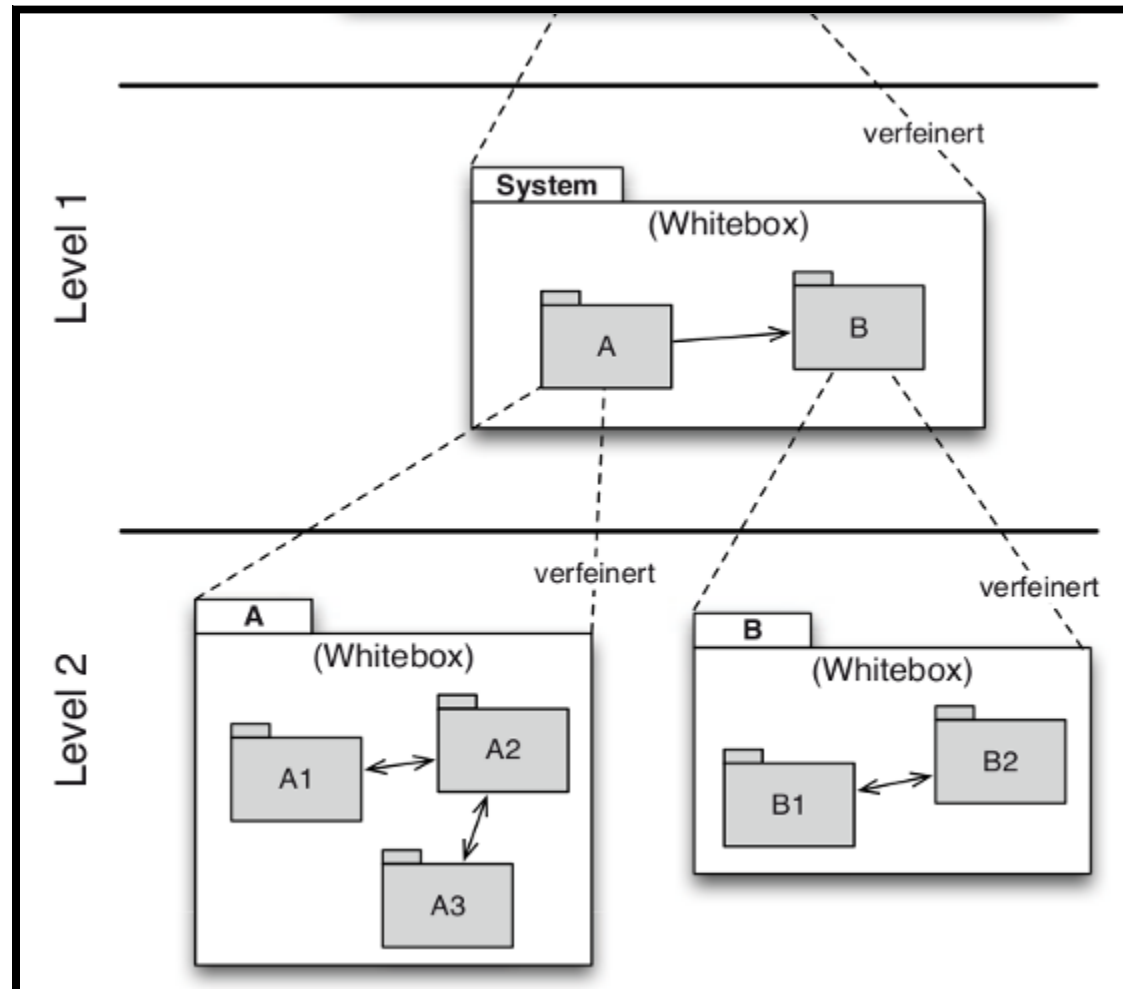 verfeinert
Level 1
System
(Whitebox)
A
B
verfeinert
verfeinert
Level 2
A
(Whitebox)
A1
A2
A3
B
(Whitebox)
B1
B2